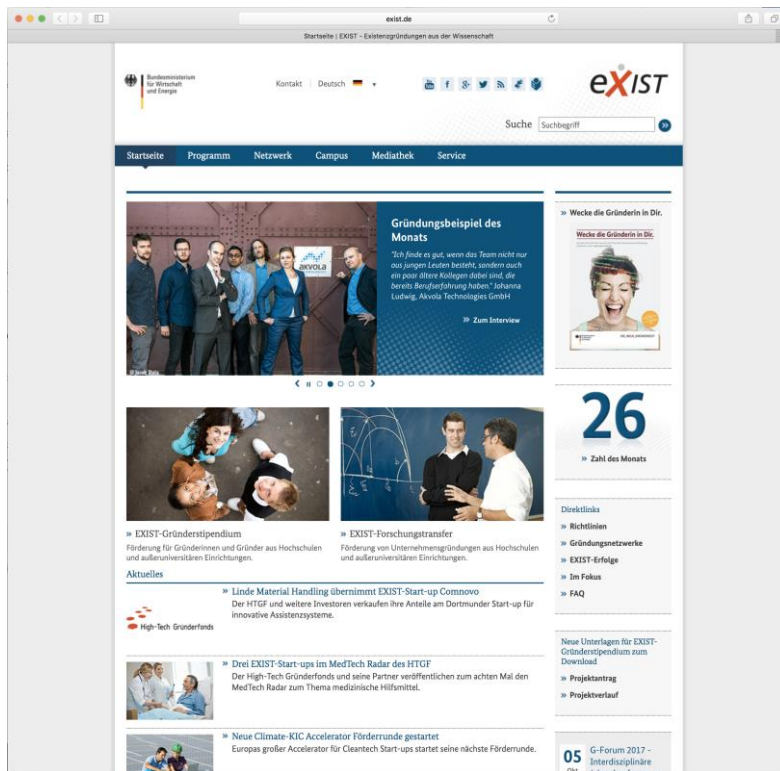 exist.de
Startseite | EXIST - Existenzgründungen aus der Wissenschaft
Bundesministerium
für Wirtschaft
und Energie
Kontakt
Deutsch
eXIST
Suche
Suchbegriff
Startseite Programm Netzwerk Campus Mediathek Service
akvola
Gründungsbeispiel des
Monats
"Ich finde es gut, wenn das Team nicht nur
aus jungen Leuten besteht, sondern auch
ein paar ältere Kollegen dabei sind, die
bereits Berufserfahrung haben." Johanna
Ludwig, Akvola Technologies GmbH
» Zum Interview
» EXIST-Gründerstipendium
Förderung für Gründerinnen und Gründer aus Hochschulen
und außeruniversitären Einrichtungen.
» EXIST-Forschungstransfer
Förderung von Unternehmensgründungen aus Hochschulen
und außeruniversitären Einrichtungen.
Aktuelles
High-Tech Gründerfonds
» Linde Material Handling übernimmt EXIST-Start-up Comnovo
Der HTGF und weitere Investoren verkaufen ihre Anteile am Dortmunder Start-up für
innovative Assistenzsysteme.
» Drei EXIST-Start-ups im MedTech Radar des HTGF
Der High-Tech Gründerfonds und seine Partner veröffentlichen zum achten Mal den
MedTech Radar zum Thema medizinische Hilfsmittel.
» Neue Climate-KIC Accelerator Förderrunde gestartet
Europas großer Accelerator für Cleantech Start-ups startet seine nächste Förderrunde.
» Wecke die Gründerin in Dir.
Wecke die Gründerin in Dir.
26
» Zahl des Monats
Direktlinks
» Richtlinien
» Gründungsnetzwerke
» EXIST-Erfolge
» Im Fokus
» FAQ
Neue Unterlagen für EXIST-
Gründerstipendium zum
Download
» Projektantrag
» Projektverlauf
05
G-Forum 2017 -
Interdisziplinäre